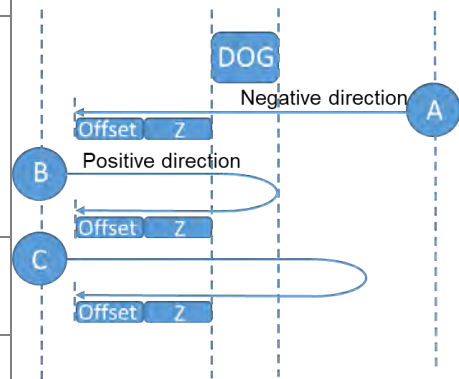 DOG
Negative direction
A
Offset Z
Positive direction
B
Offset Z
C
Offset Z